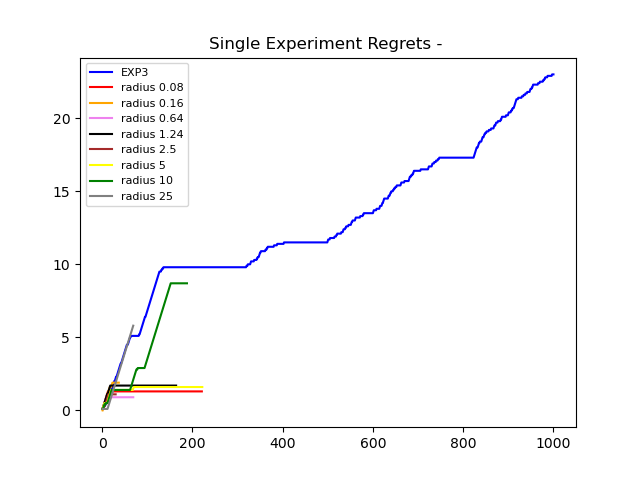 Single Experiment Regrets -
EXP3
radius 0.08
radius 0.16
radius 0.64
radius 1.24
radius 2.5
radius 5
radius 10
radius 25
20
15
10
5
0
0 200 400 600 800 1000